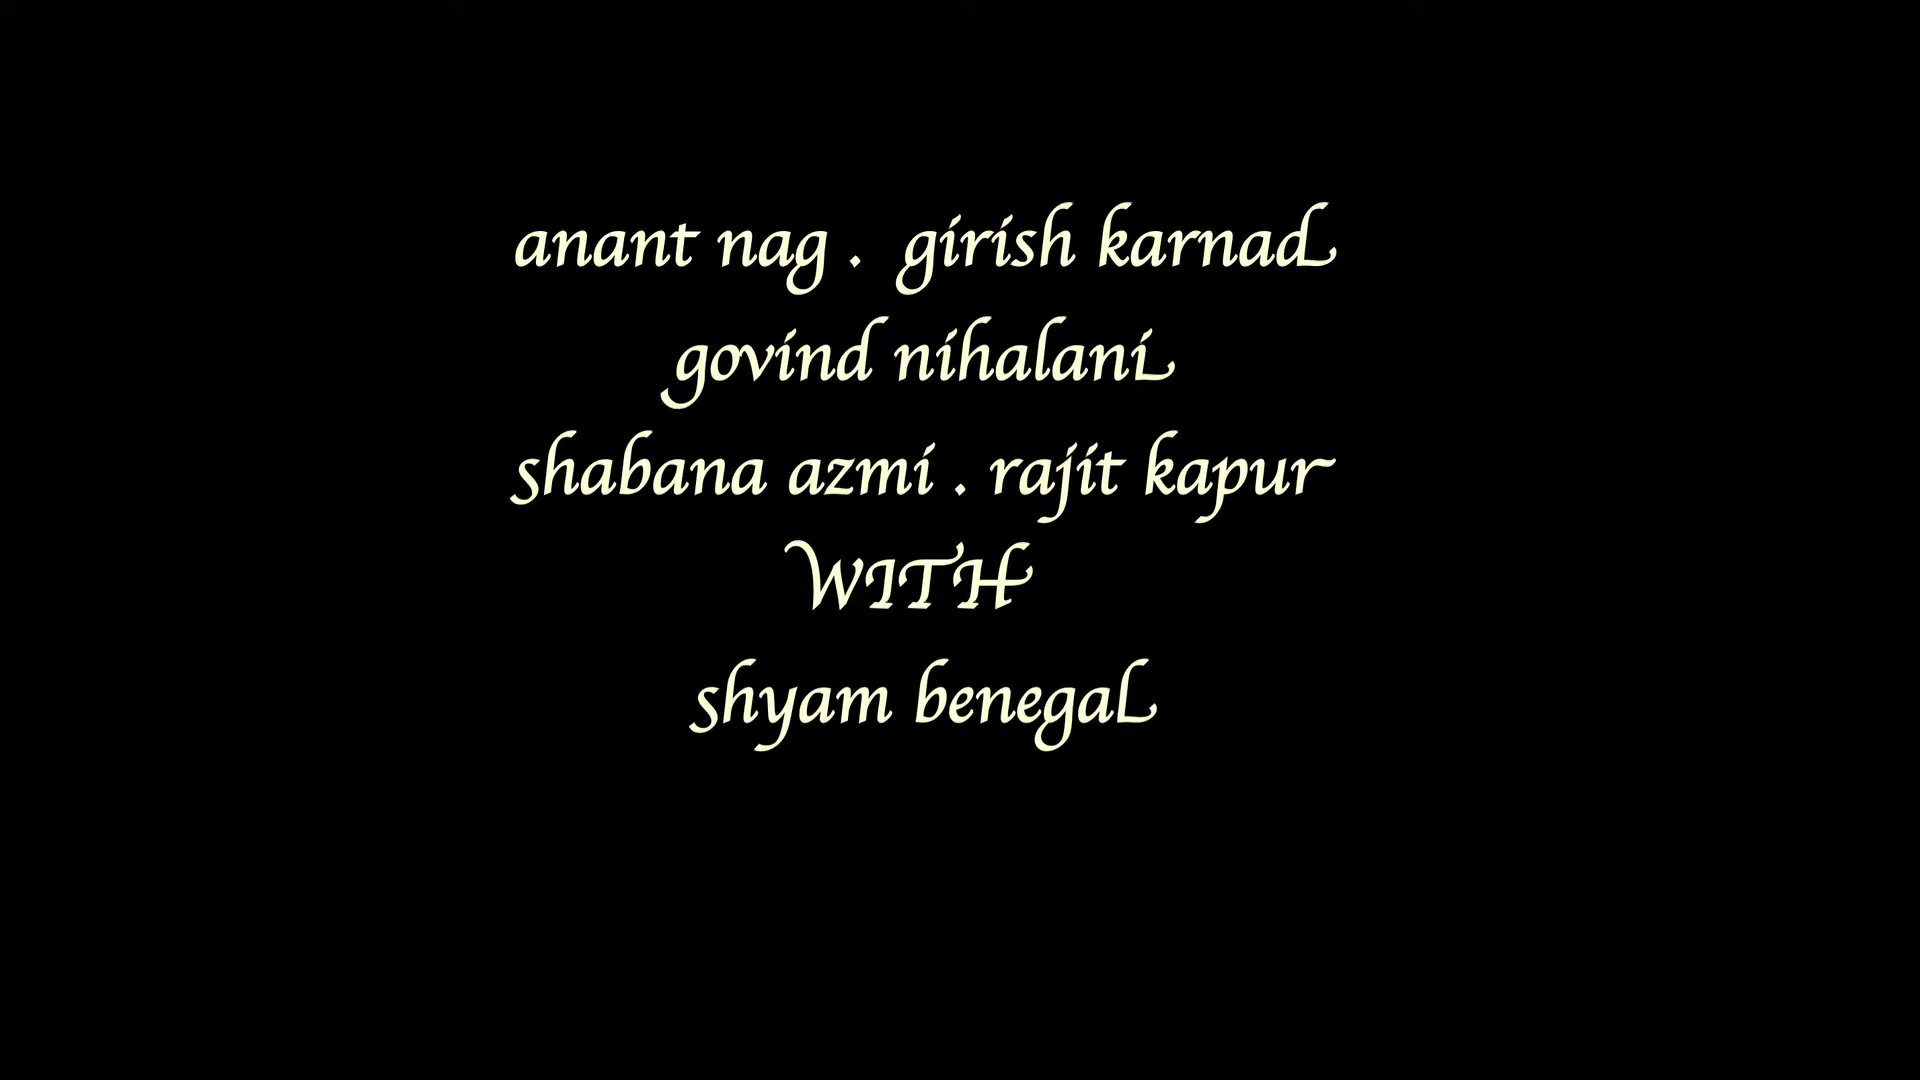 anant nag . girish karnad
govind nihalani
shabana azmi . rajit kapur
WITH
shyam benegal